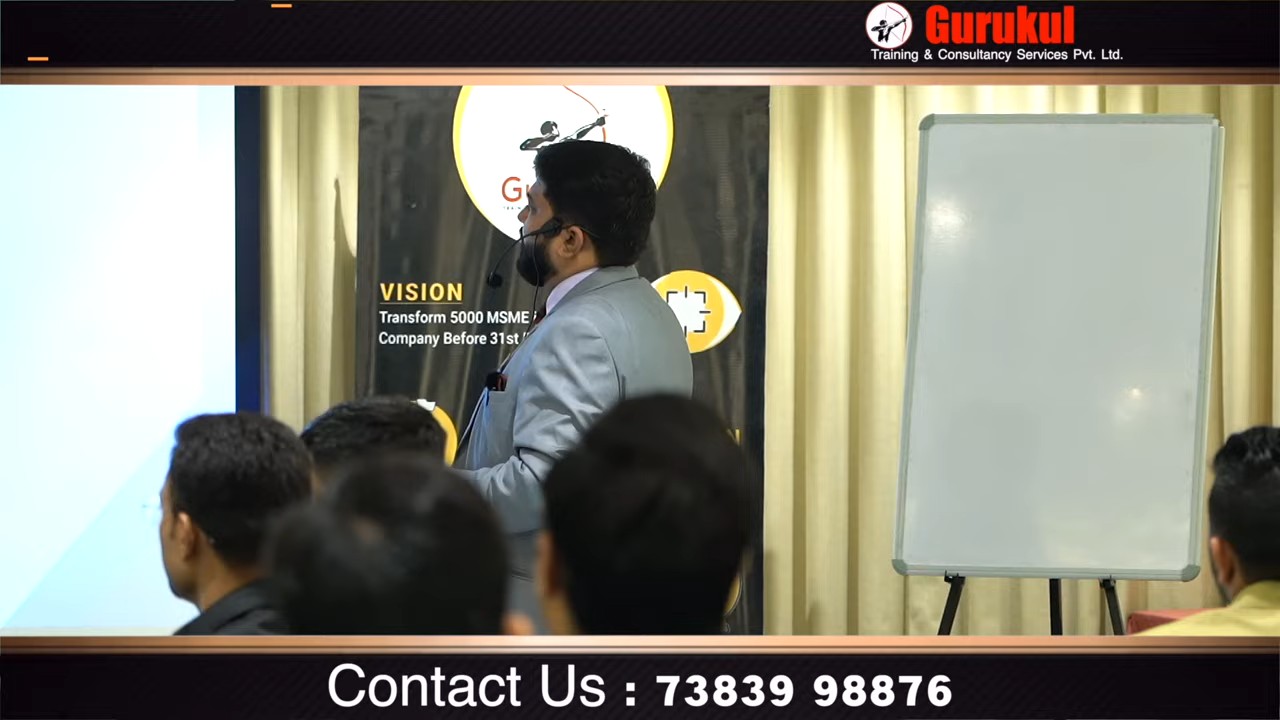 Gurukul
Training & Consultancy Services Pvt. Ltd.
VISION
Transform 5000 MSME
Company Before 31st
Contact Us : 73839 98876